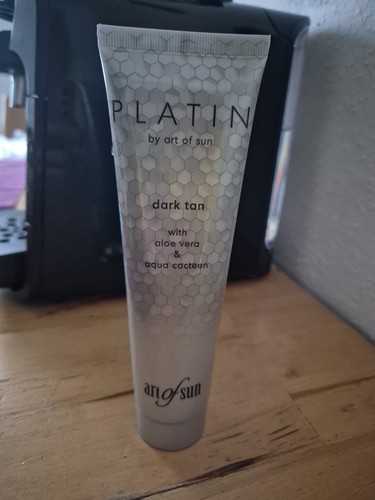 PLATIN
by art of sun
dark tan
with
aloe vera
&
aqua cacteen
art of sun